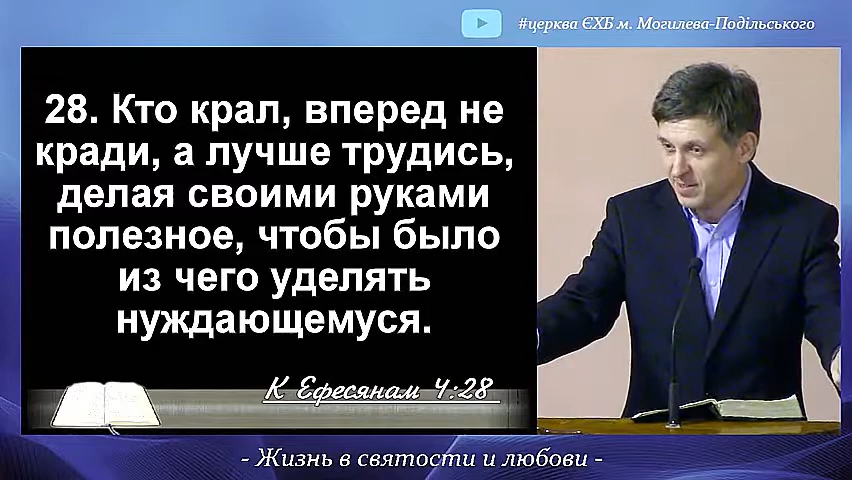 #церква ЄХБ м. Могилева-Подільського
28. Кто крал, вперед не
кради, а лучше трудись,
делая своими руками
полезное, чтобы было
из чего уделять
нуждающемуся.
К Ефесянам 4:28
- Жизнь в святости и любови -